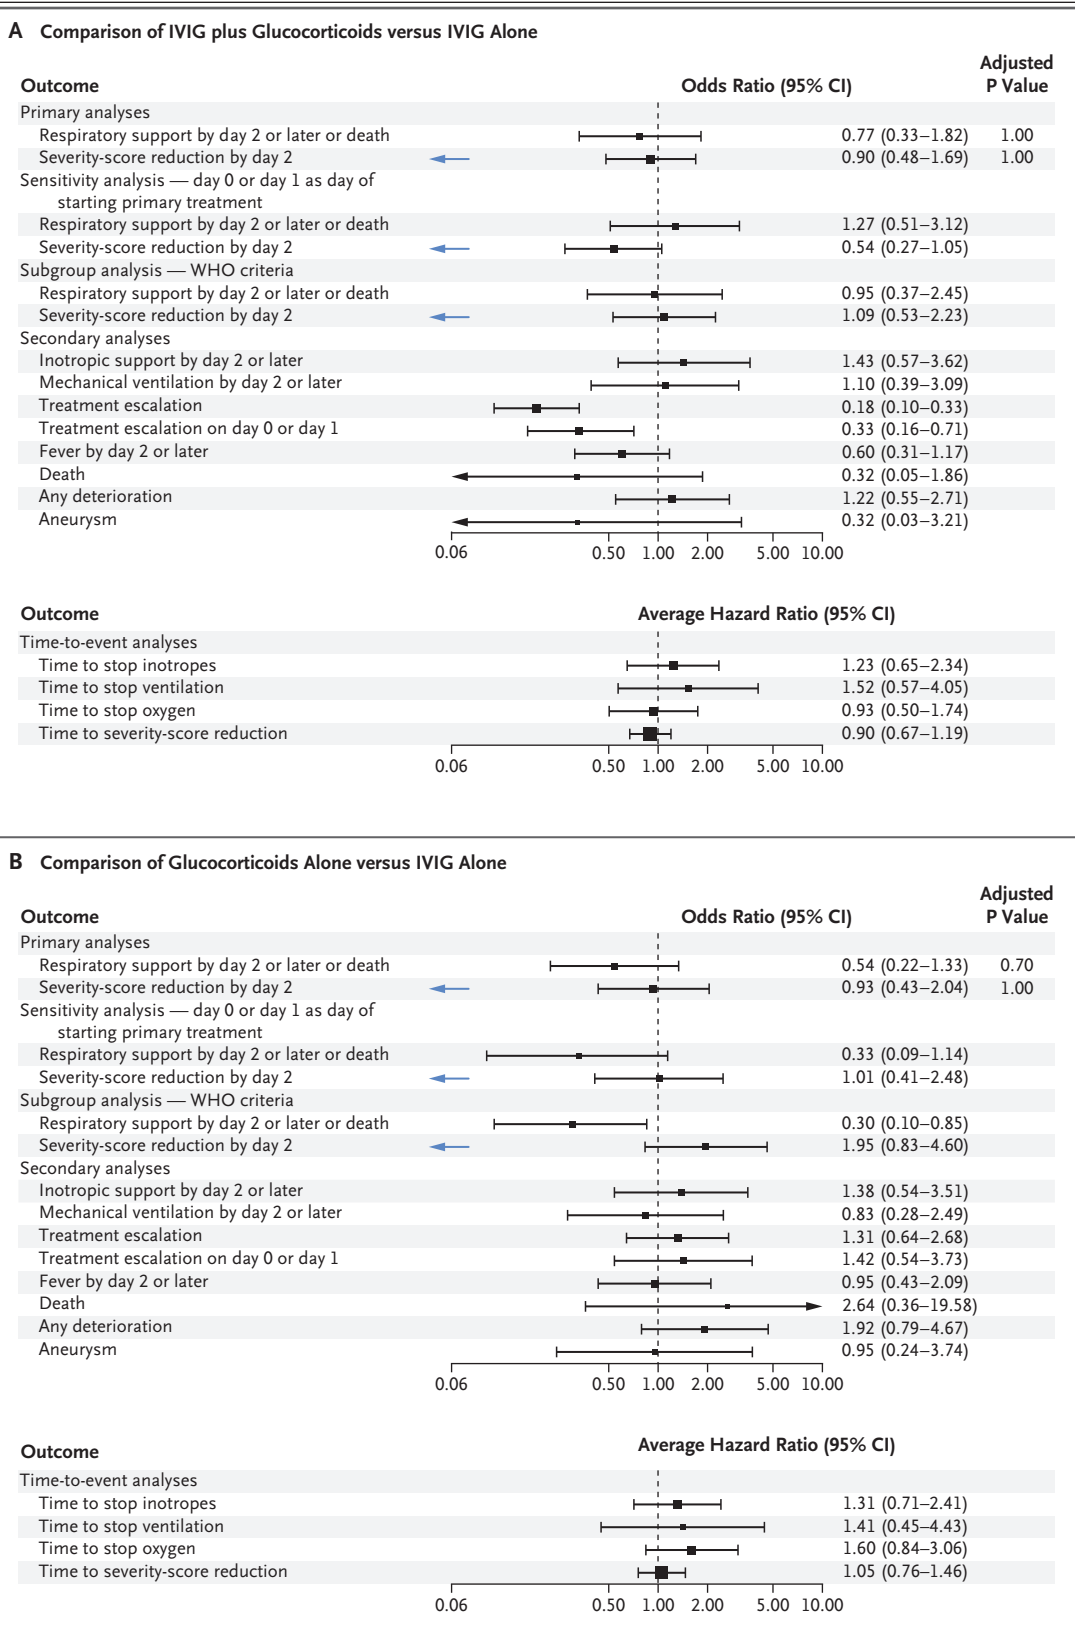 A Comparison of IVIG plus Glucocorticoids versus IVIG Alone
Outcome Odds Ratio (95% CI) Adjusted P Value
Primary analyses
Respiratory support by day 2 or later or death 0.77 (0.33–1.82) 1.00
Severity-score reduction by day 2 0.90 (0.48–1.69) 1.00
Sensitivity analysis — day 0 or day 1 as day of
starting primary treatment
Respiratory support by day 2 or later or death 1.27 (0.51–3.12)
Severity-score reduction by day 2 0.54 (0.27–1.05)
Subgroup analysis — WHO criteria
Respiratory support by day 2 or later or death 0.95 (0.37–2.45)
Severity-score reduction by day 2 1.09 (0.53–2.23)
Secondary analyses
Inotropic support by day 2 or later 1.43 (0.57–3.62)
Mechanical ventilation by day 2 or later 1.10 (0.39–3.09)
Treatment escalation 0.18 (0.10–0.33)
Treatment escalation on day 0 or day 1 0.33 (0.16–0.71)
Fever by day 2 or later 0.60 (0.31–1.17)
Death 0.32 (0.05–1.86)
Any deterioration 1.22 (0.55–2.71)
Aneurysm 0.32 (0.03–3.21)
0.06 0.50 1.00 2.00 5.00 10.00
Outcome Average Hazard Ratio (95% CI)
Time-to-event analyses
Time to stop inotropes 1.23 (0.65–2.34)
Time to stop ventilation 1.52 (0.57–4.05)
Time to stop oxygen 0.93 (0.50–1.74)
Time to severity-score reduction 0.90 (0.67–1.19)
0.06 0.50 1.00 2.00 5.00 10.00
B Comparison of Glucocorticoids Alone versus IVIG Alone
Outcome Odds Ratio (95% CI) Adjusted P Value
Primary analyses
Respiratory support by day 2 or later or death 0.54 (0.22–1.33) 0.70
Severity-score reduction by day 2 0.93 (0.43–2.04) 1.00
Sensitivity analysis — day 0 or day 1 as day of
starting primary treatment
Respiratory support by day 2 or later or death 0.33 (0.09–1.14)
Severity-score reduction by day 2 1.01 (0.41–2.48)
Subgroup analysis — WHO criteria
Respiratory support by day 2 or later or death 0.30 (0.10–0.85)
Severity-score reduction by day 2 1.95 (0.83–4.60)
Secondary analyses
Inotropic support by day 2 or later 1.38 (0.54–3.51)
Mechanical ventilation by day 2 or later 0.83 (0.28–2.49)
Treatment escalation 1.31 (0.64–2.68)
Treatment escalation on day 0 or day 1 1.42 (0.54–3.73)
Fever by day 2 or later 0.95 (0.43–2.09)
Death 2.64 (0.36–19.58)
Any deterioration 1.92 (0.79–4.67)
Aneurysm 0.95 (0.24–3.74)
0.06 0.50 1.00 2.00 5.00 10.00
Outcome Average Hazard Ratio (95% CI)
Time-to-event analyses
Time to stop inotropes 1.31 (0.71–2.41)
Time to stop ventilation 1.41 (0.45–4.43)
Time to stop oxygen 1.60 (0.84–3.06)
Time to severity-score reduction 1.05 (0.76–1.46)
0.06 0.50 1.00 2.00 5.00 10.00